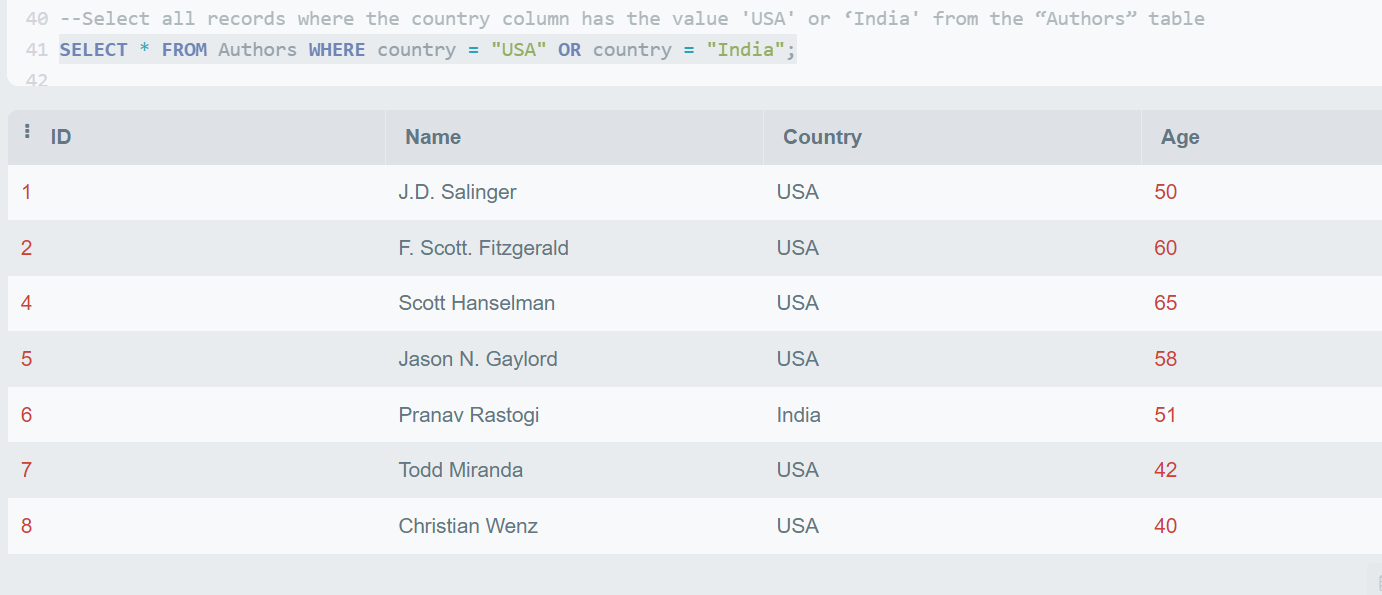 40 --Select all records where the country column has the value 'USA' or ‘India' from the “Authors” table
41 SELECT * FROM Authors WHERE country = "USA" OR country = "India";
42
ID Name Country Age
1 J.D. Salinger USA 50
2 F. Scott. Fitzgerald USA 60
4 Scott Hanselman USA 65
5 Jason N. Gaylord USA 58
6 Pranav Rastogi India 51
7 Todd Miranda USA 42
8 Christian Wenz USA 40